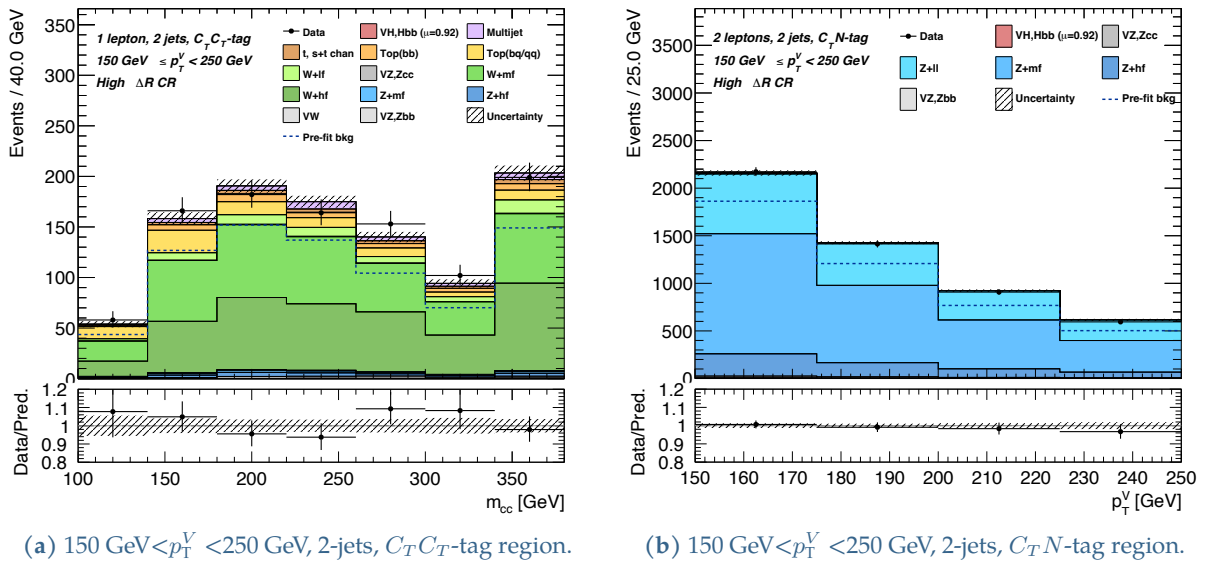 Events / 40.0 GeV
350
300
250
200
150
100
50
0
1 lepton, 2 jets, C_T C_T-tag
150 GeV ≤ p_T^V < 250 GeV
High ΔR CR
Data
VH,Hbb (μ=0.92)
Multijet
t, s+t chan
Top(bb)
Top(bq/qq)
W+lf
VZ,Zcc
W+mf
W+hf
Z+mf
Z+hf
VW
VZ,Zbb
Uncertainty
Pre-fit bkg
Data/Pred.
1.2
1.1
1
0.9
0.8
100 150 200 250 300 350
m_cc [GeV]
Events / 25.0 GeV
3500
3000
2500
2000
1500
1000
500
0
2 leptons, 2 jets, C_T N-tag
150 GeV ≤ p_T^V < 250 GeV
High ΔR CR
Data
VH,Hbb (μ=0.92)
VZ,Zcc
Z+ll
Z+mf
Z+hf
VZ,Zbb
Uncertainty
Pre-fit bkg
Data/Pred.
1.2
1.1
1
0.9
0.8
150 160 170 180 190 200 210 220 230 240 250
p_T^V [GeV]
(a) 150 GeV<p_T^V <250 GeV, 2-jets, C_T C_T-tag region.
(b) 150 GeV<p_T^V <250 GeV, 2-jets, C_T N-tag region.